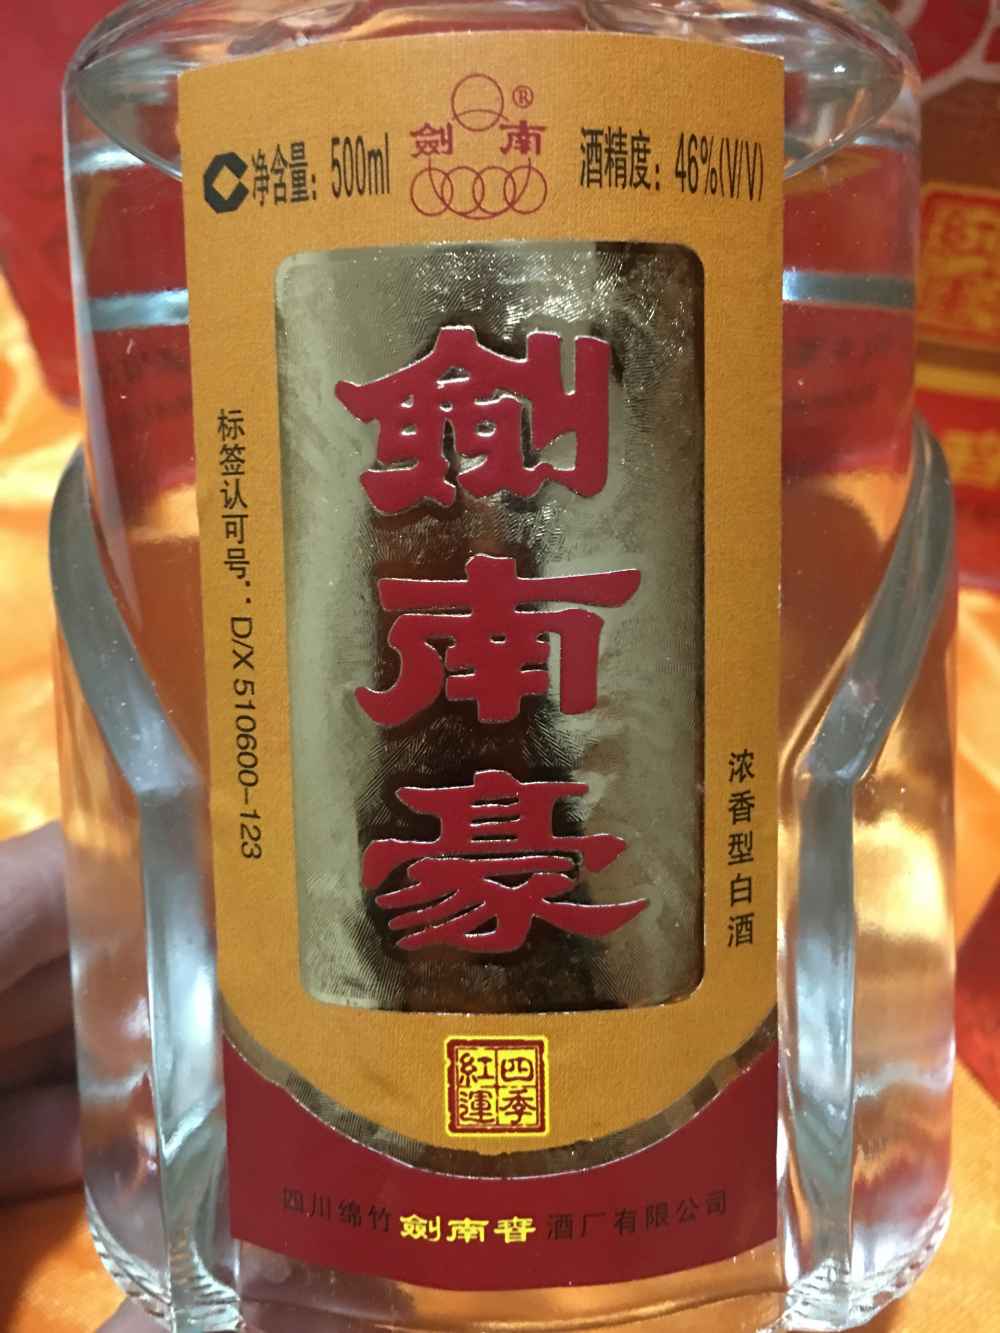 净含量：500ml
劍南®
酒精度：46%(V/V)
劍南豪
标签认可号：D/X 510600-123
浓香型白酒
四季
紅運
四川绵竹劍南春酒厂有限公司